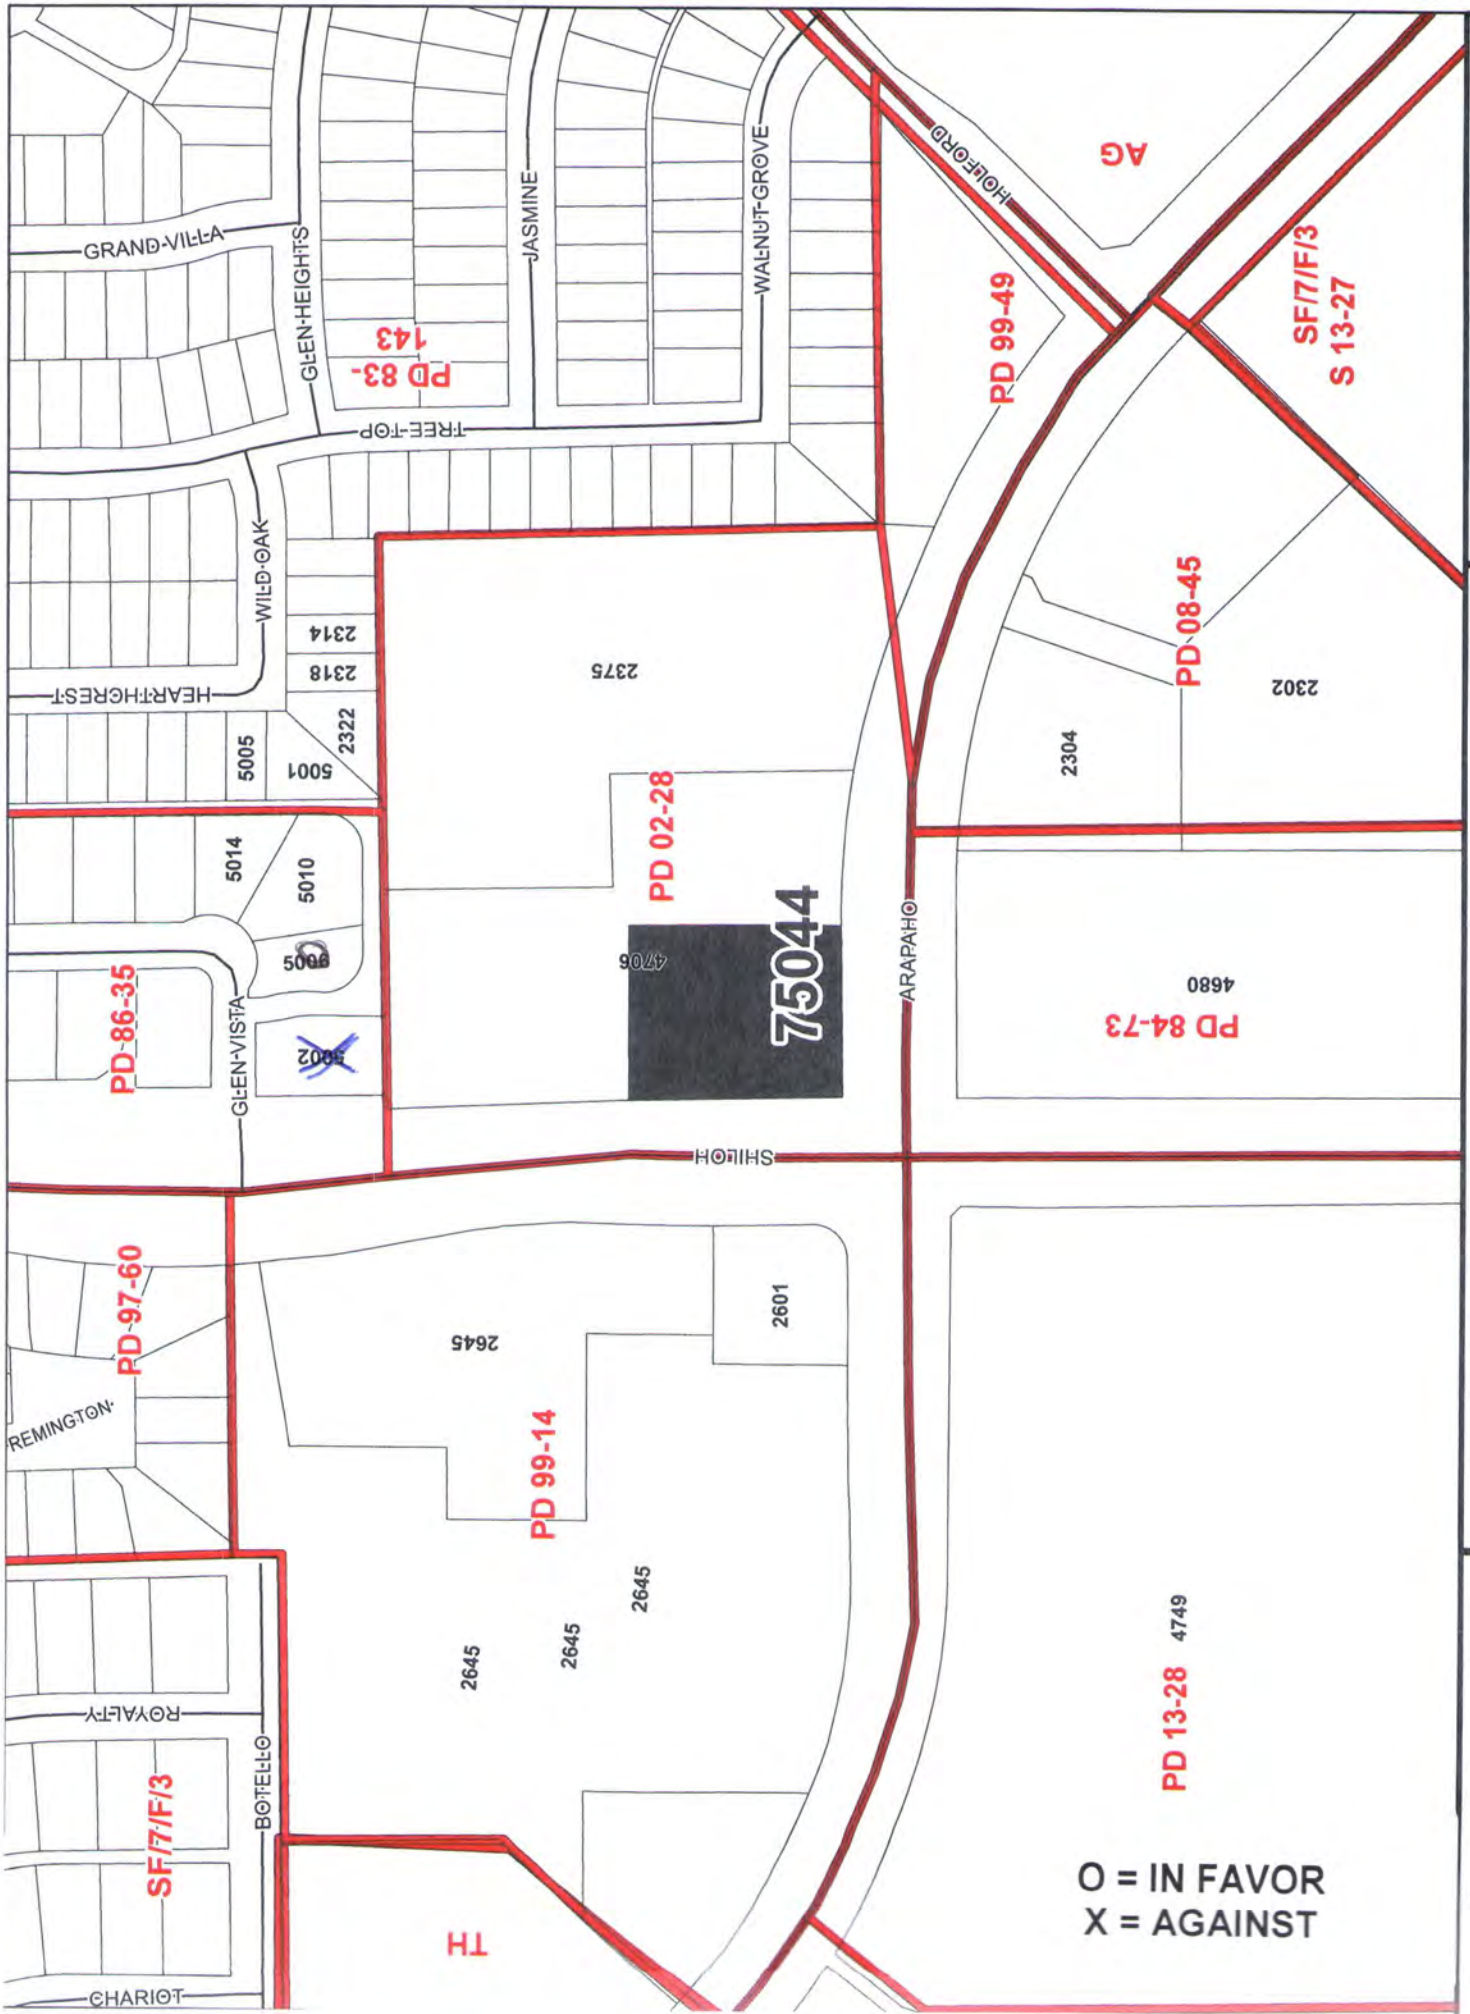 GRAND VILLA
GLEN HEIGHTS
JASMINE
WALNUT GROVE
HOLFORD
AG
PD 83-
143
PD 99-49
SF/7/F/3
S 13-27
TREE TOP
WILD OAK
HEARTHCREST
2314
2318
2322
5005
5001
2375
PD 08-45
2302
2304
PD 02-28
5014
5010
5006
O
5002
X
PD 86-35
GLEN VISTA
4706
75044
ARAPAHO
4680
PD 84-73
SHILOH
PD 97-60
REMINGTON
2645
2601
PD 99-14
2645
2645
2645
ROYALTY
BOTELLO
SF/7/F/3
CHARIOT
TH
PD 13-28
4749
O = IN FAVOR
X = AGAINST